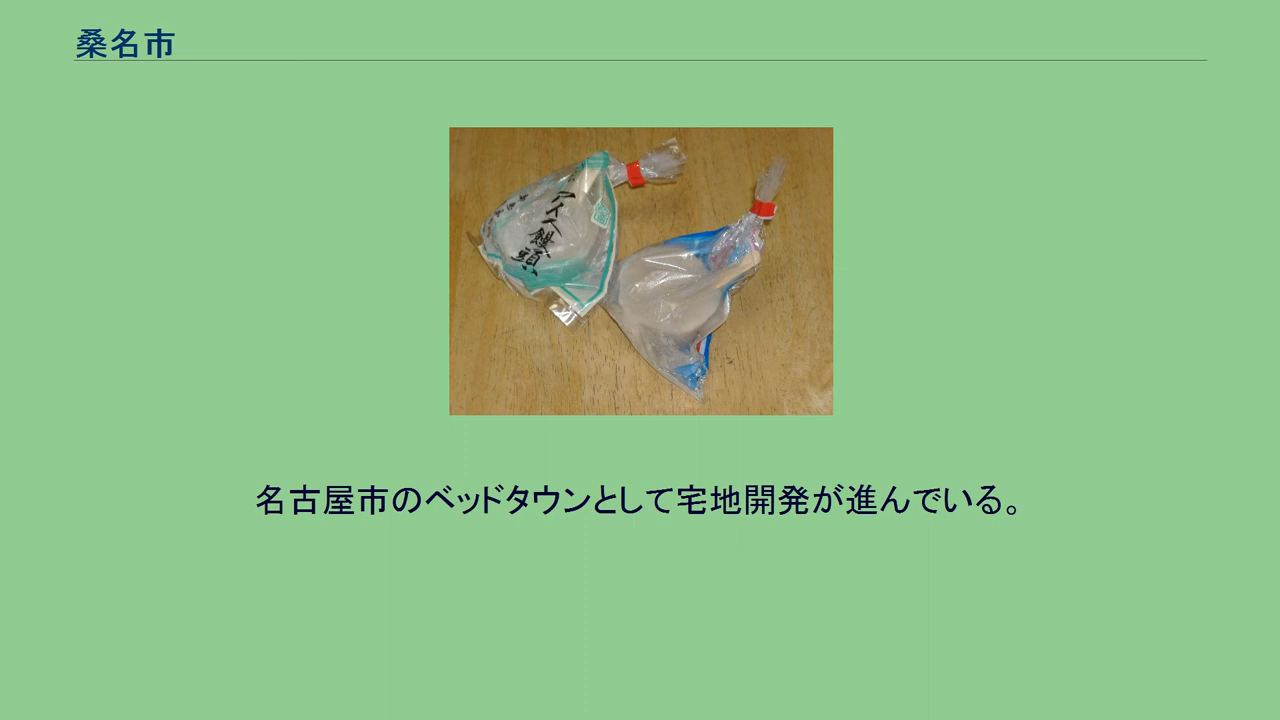 桑名市
アイス饅頭
名古屋市のベッドタウンとして宅地開発が進んでいる。